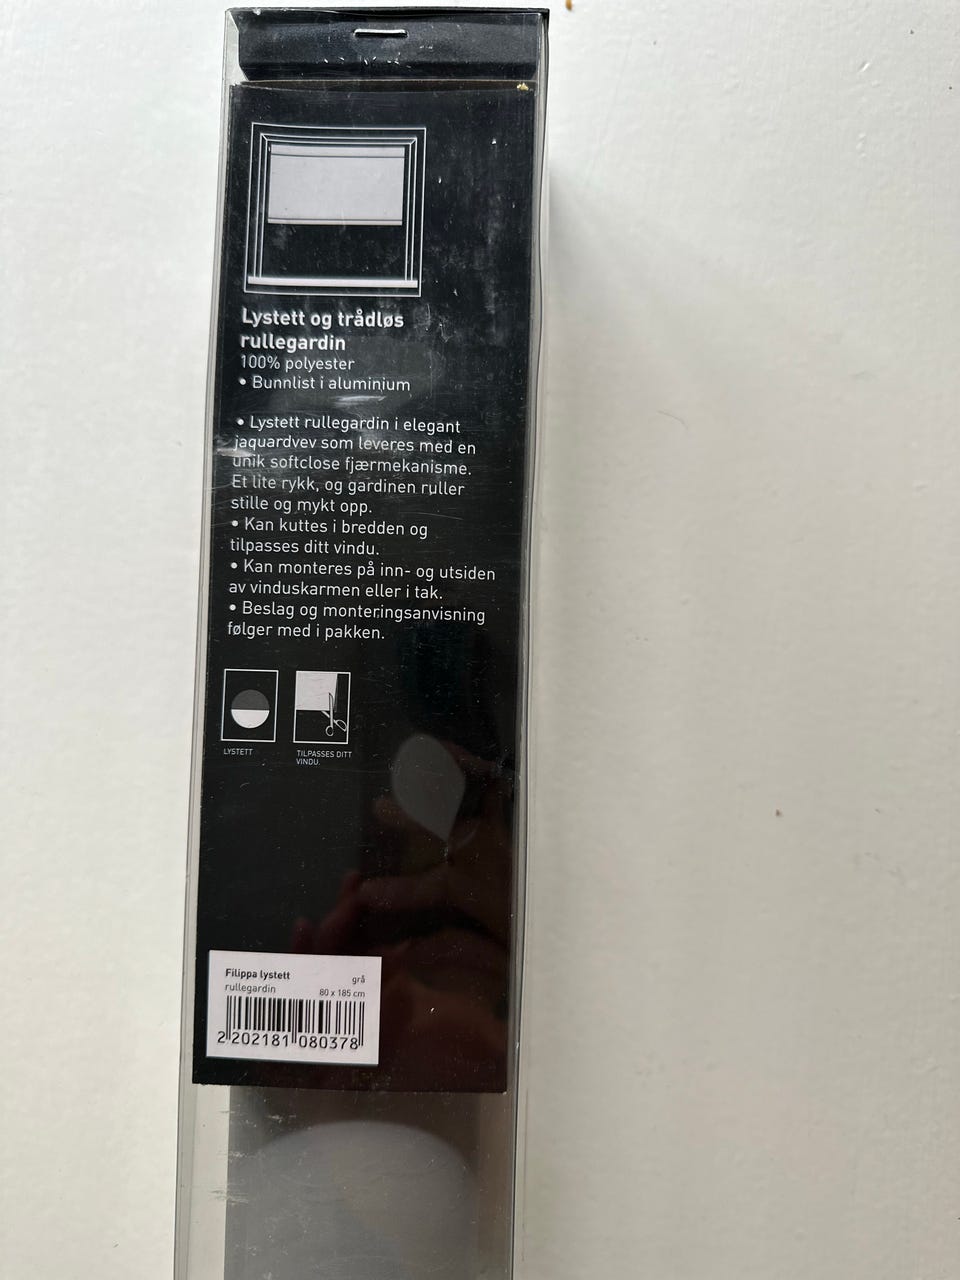 Lystett og trådløs
rullegardin
100% polyester
• Bunnlist i aluminium
• Lystett rullegardin i elegant
jaquardvev som leveres med en
unik softclose fjærmekanisme.
Et lite rykk, og gardinen ruller
stille og mykt opp.
• Kan kuttes i bredden og
tilpasses ditt vindu.
• Kan monteres på inn- og utsiden
av vinduskarmen eller i tak.
• Beslag og monteringsanvisning
følger med i pakken.
LYSTETT
TILPASSES DITT
VINDU.
Filippa lystett grå
rullegardin 80 x 185 cm
2 202181 080378